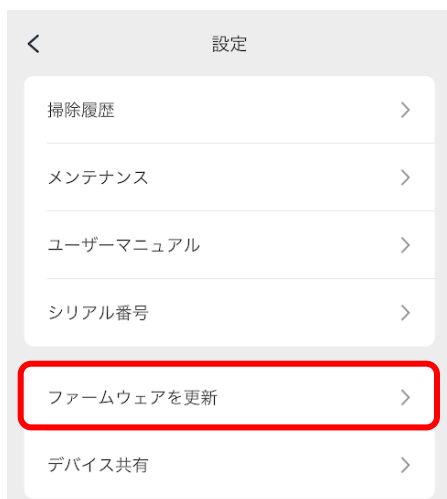 設定
掃除履歴
メンテナンス
ユーザーマニュアル
シリアル番号
ファームウェアを更新
デバイス共有